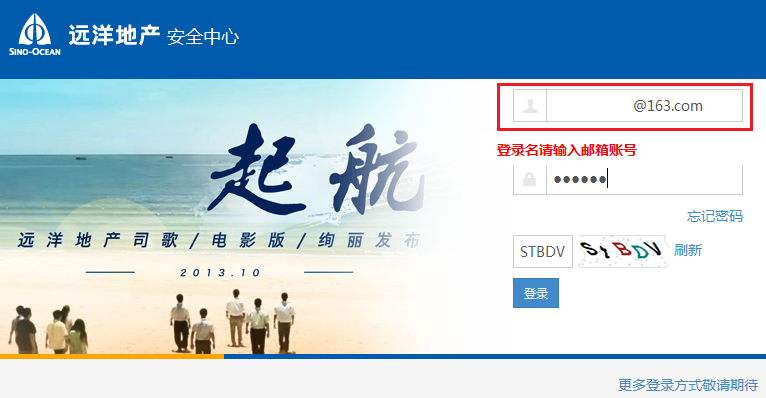 SINO-OCEAN
远洋地产 安全中心
@163.com
登录名请输入邮箱账号
••••••
忘记密码
STBDV
STBDV
刷新
登录
起航
远洋地产司歌/电影版/绚丽发布
2013.10
更多登录方式敬请期待